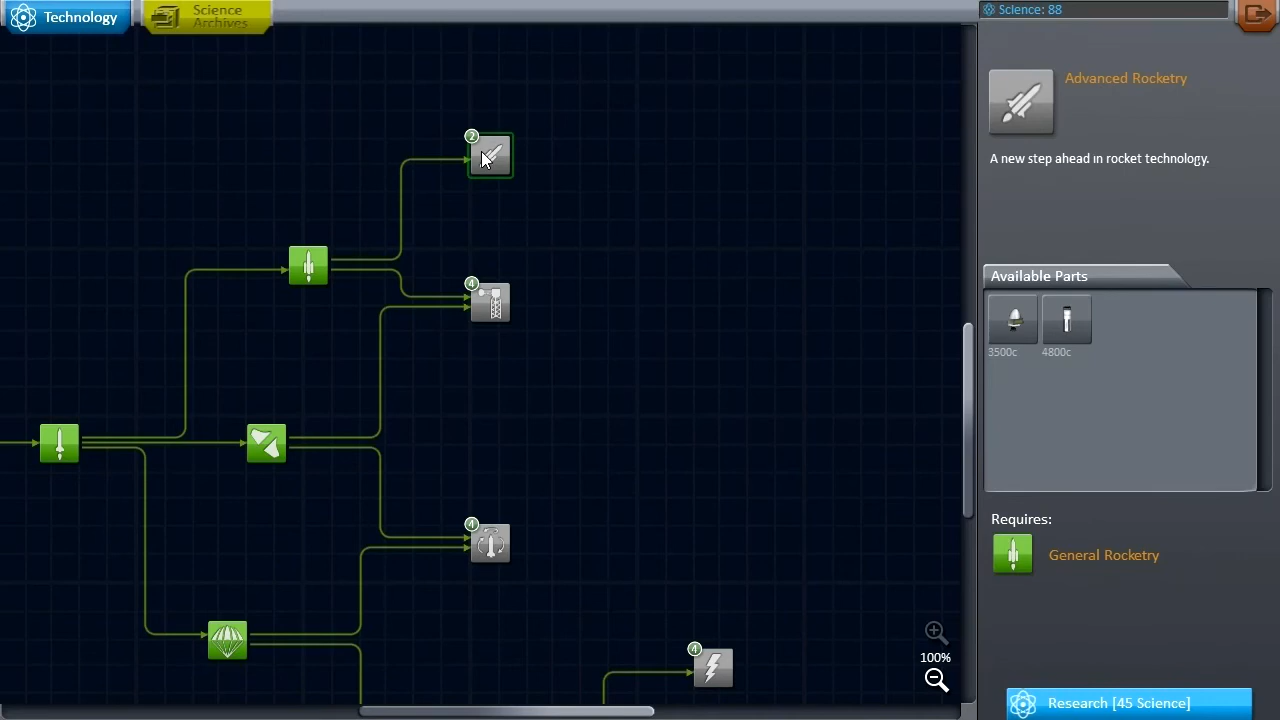 Technology
Science
Archives
Science: 88
Advanced Rocketry
A new step ahead in rocket technology.
Available Parts
3500c
4800c
Requires:
General Rocketry
Research [45 Science]
2
4
4
4
100%